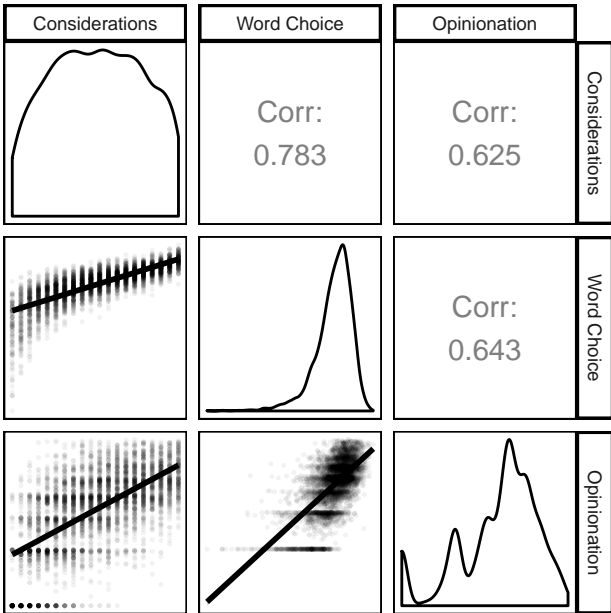 Considerations
Word Choice
Opinionation
Corr:
0.783
Corr:
0.625
Considerations
Corr:
0.643
Word Choice
Opinionation